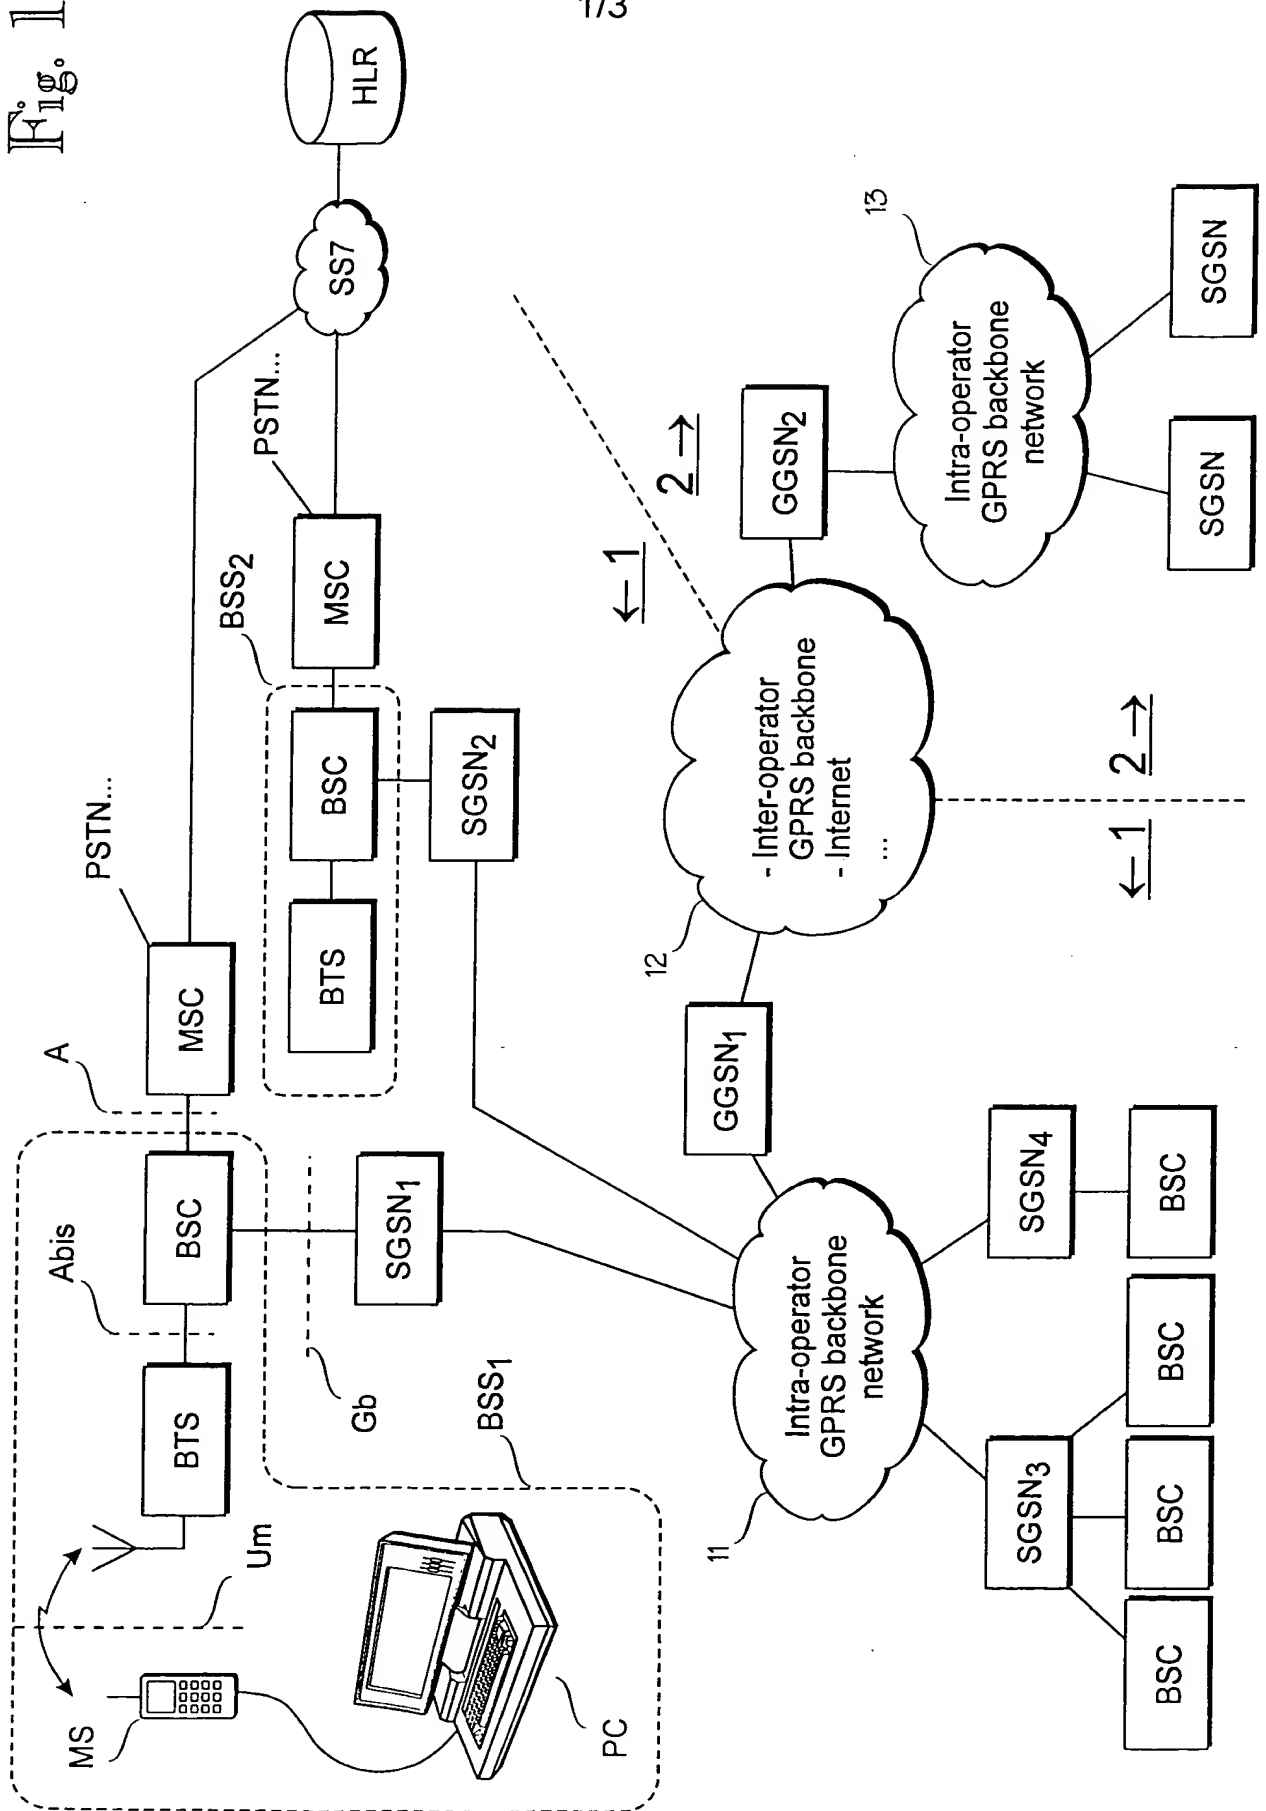 1/3
Fig. 1
MS
Um
BTS
Abis
BSC
A
MSC
PSTN...
PC
BSS1
Gb
SGSN1
BTS
BSC
BSS2
MSC
PSTN...
SS7
HLR
SGSN2
11
Intra-operator
GPRS backbone
network
GGSN1
12
- Inter-operator
GPRS backbone
- Internet
...
←1
2→
GGSN2
13
Intra-operator
GPRS backbone
network
SGSN
SGSN
←1
2→
SGSN3
BSC
BSC
BSC
SGSN4
BSC